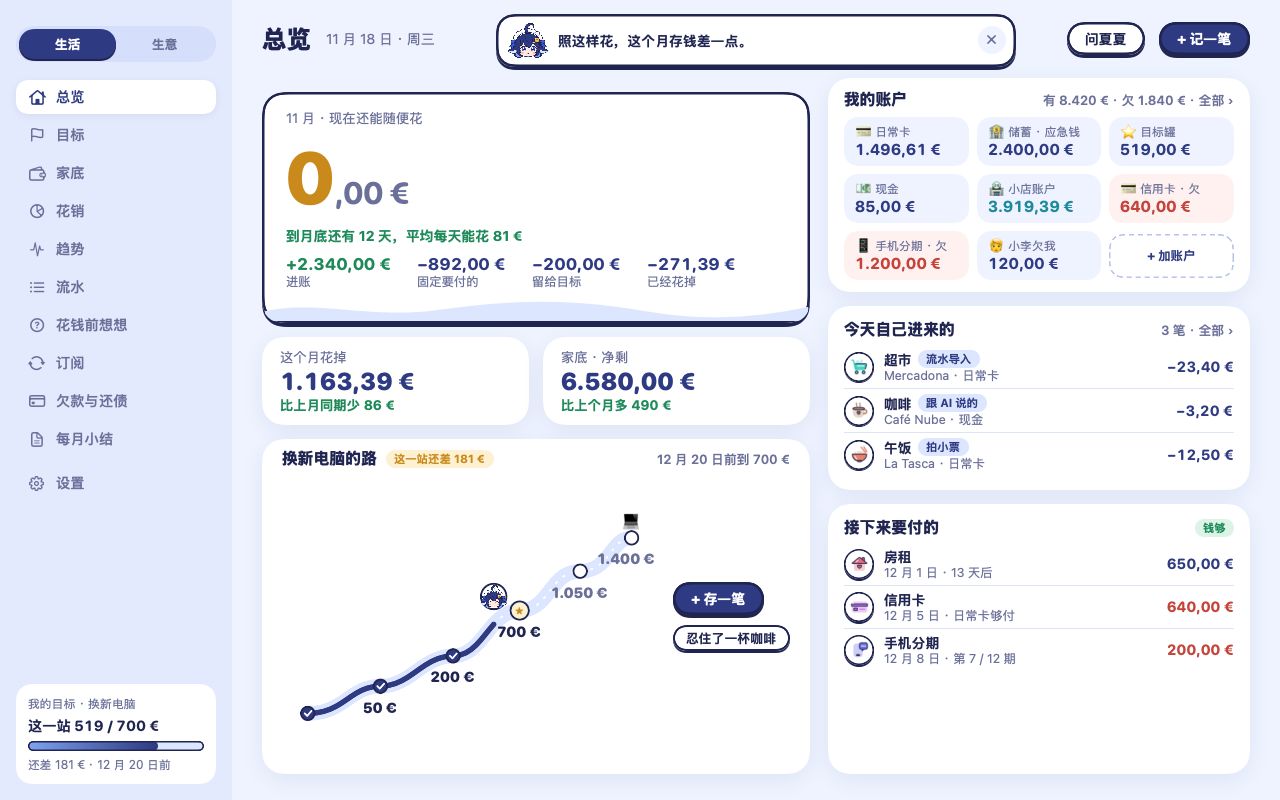 生活
生意
总览
目标
家底
花销
趋势
流水
花钱前想想
订阅
欠款与还债
每月小结
设置
我的目标 · 换新电脑
这一站 519 / 700 €
还差 181 € · 12 月 20 日前
总览
11 月 18 日 · 周三
照这样花，这个月存钱差一点。
✕
问夏夏
+ 记一笔
11 月 · 现在还能随便花
0,00 €
到月底还有 12 天，平均每天能花 81 €
+2.340,00 €
进账
−892,00 €
固定要付的
−200,00 €
留给目标
−271,39 €
已经花掉
这个月花掉
1.163,39 €
比上月同期少 86 €
家底 · 净剩
6.580,00 €
比上个月多 490 €
换新电脑的路
这一站还差 181 €
12 月 20 日前到 700 €
1.400 €
1.050 €
700 €
200 €
50 €
+ 存一笔
忍住了一杯咖啡
我的账户
有 8.420 € · 欠 1.840 € · 全部 ›
日常卡
1.496,61 €
储蓄 · 应急钱
2.400,00 €
目标罐
519,00 €
现金
85,00 €
小店账户
3.919,39 €
信用卡 · 欠
640,00 €
手机分期 · 欠
1.200,00 €
小李欠我
120,00 €
+ 加账户
今天自己进来的
3 笔 · 全部 ›
超市 流水导入
Mercadona · 日常卡
−23,40 €
咖啡 跟 AI 说的
Café Nube · 现金
−3,20 €
午饭 拍小票
La Tasca · 日常卡
−12,50 €
接下来要付的
钱够
房租
12 月 1 日 · 13 天后
650,00 €
信用卡
12 月 5 日 · 日常卡够付
640,00 €
手机分期
12 月 8 日 · 第 7 / 12 期
200,00 €